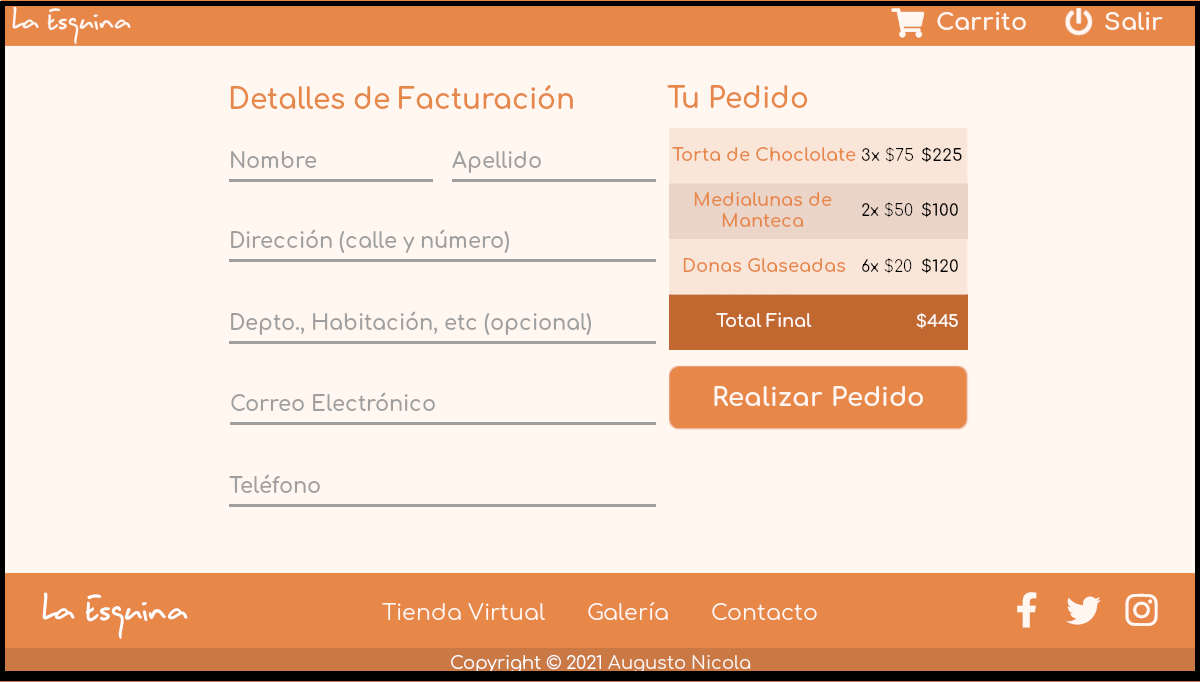 La Esquina
Carrito
Salir
Detalles de Facturación
Nombre
Apellido
Dirección (calle y número)
Depto., Habitación, etc (opcional)
Correo Electrónico
Teléfono
Tu Pedido
Torta de Choclolate 3x $75 $225
Medialunas de
Manteca
2x $50 $100
Donas Glaseadas 6x $20 $120
Total Final $445
Realizar Pedido
La Esquina
Tienda Virtual
Galería
Contacto
Copyright © 2021 Augusto Nicola